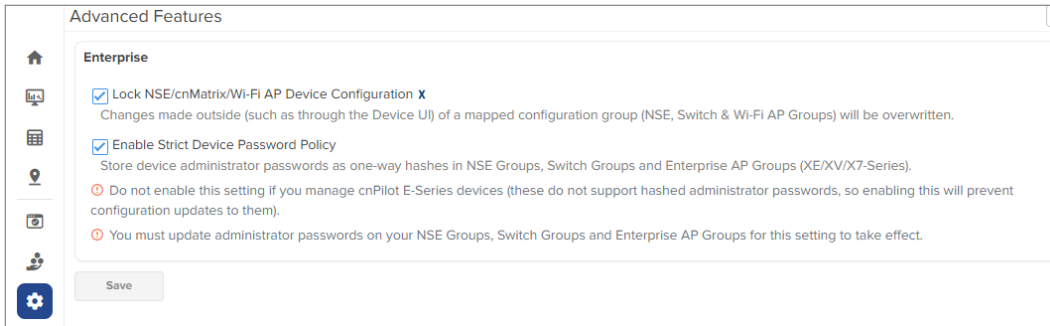 Advanced Features
Enterprise
Lock NSE/cnMatrix/Wi-Fi AP Device Configuration X
Changes made outside (such as through the Device UI) of a mapped configuration group (NSE, Switch & Wi-Fi AP Groups) will be overwritten.
Enable Strict Device Password Policy
Store device administrator passwords as one-way hashes in NSE Groups, Switch Groups and Enterprise AP Groups (XE/XV/X7-Series).
Do not enable this setting if you manage cnPilot E-Series devices (these do not support hashed administrator passwords, so enabling this will prevent
configuration updates to them).
You must update administrator passwords on your NSE Groups, Switch Groups and Enterprise AP Groups for this setting to take effect.
Save